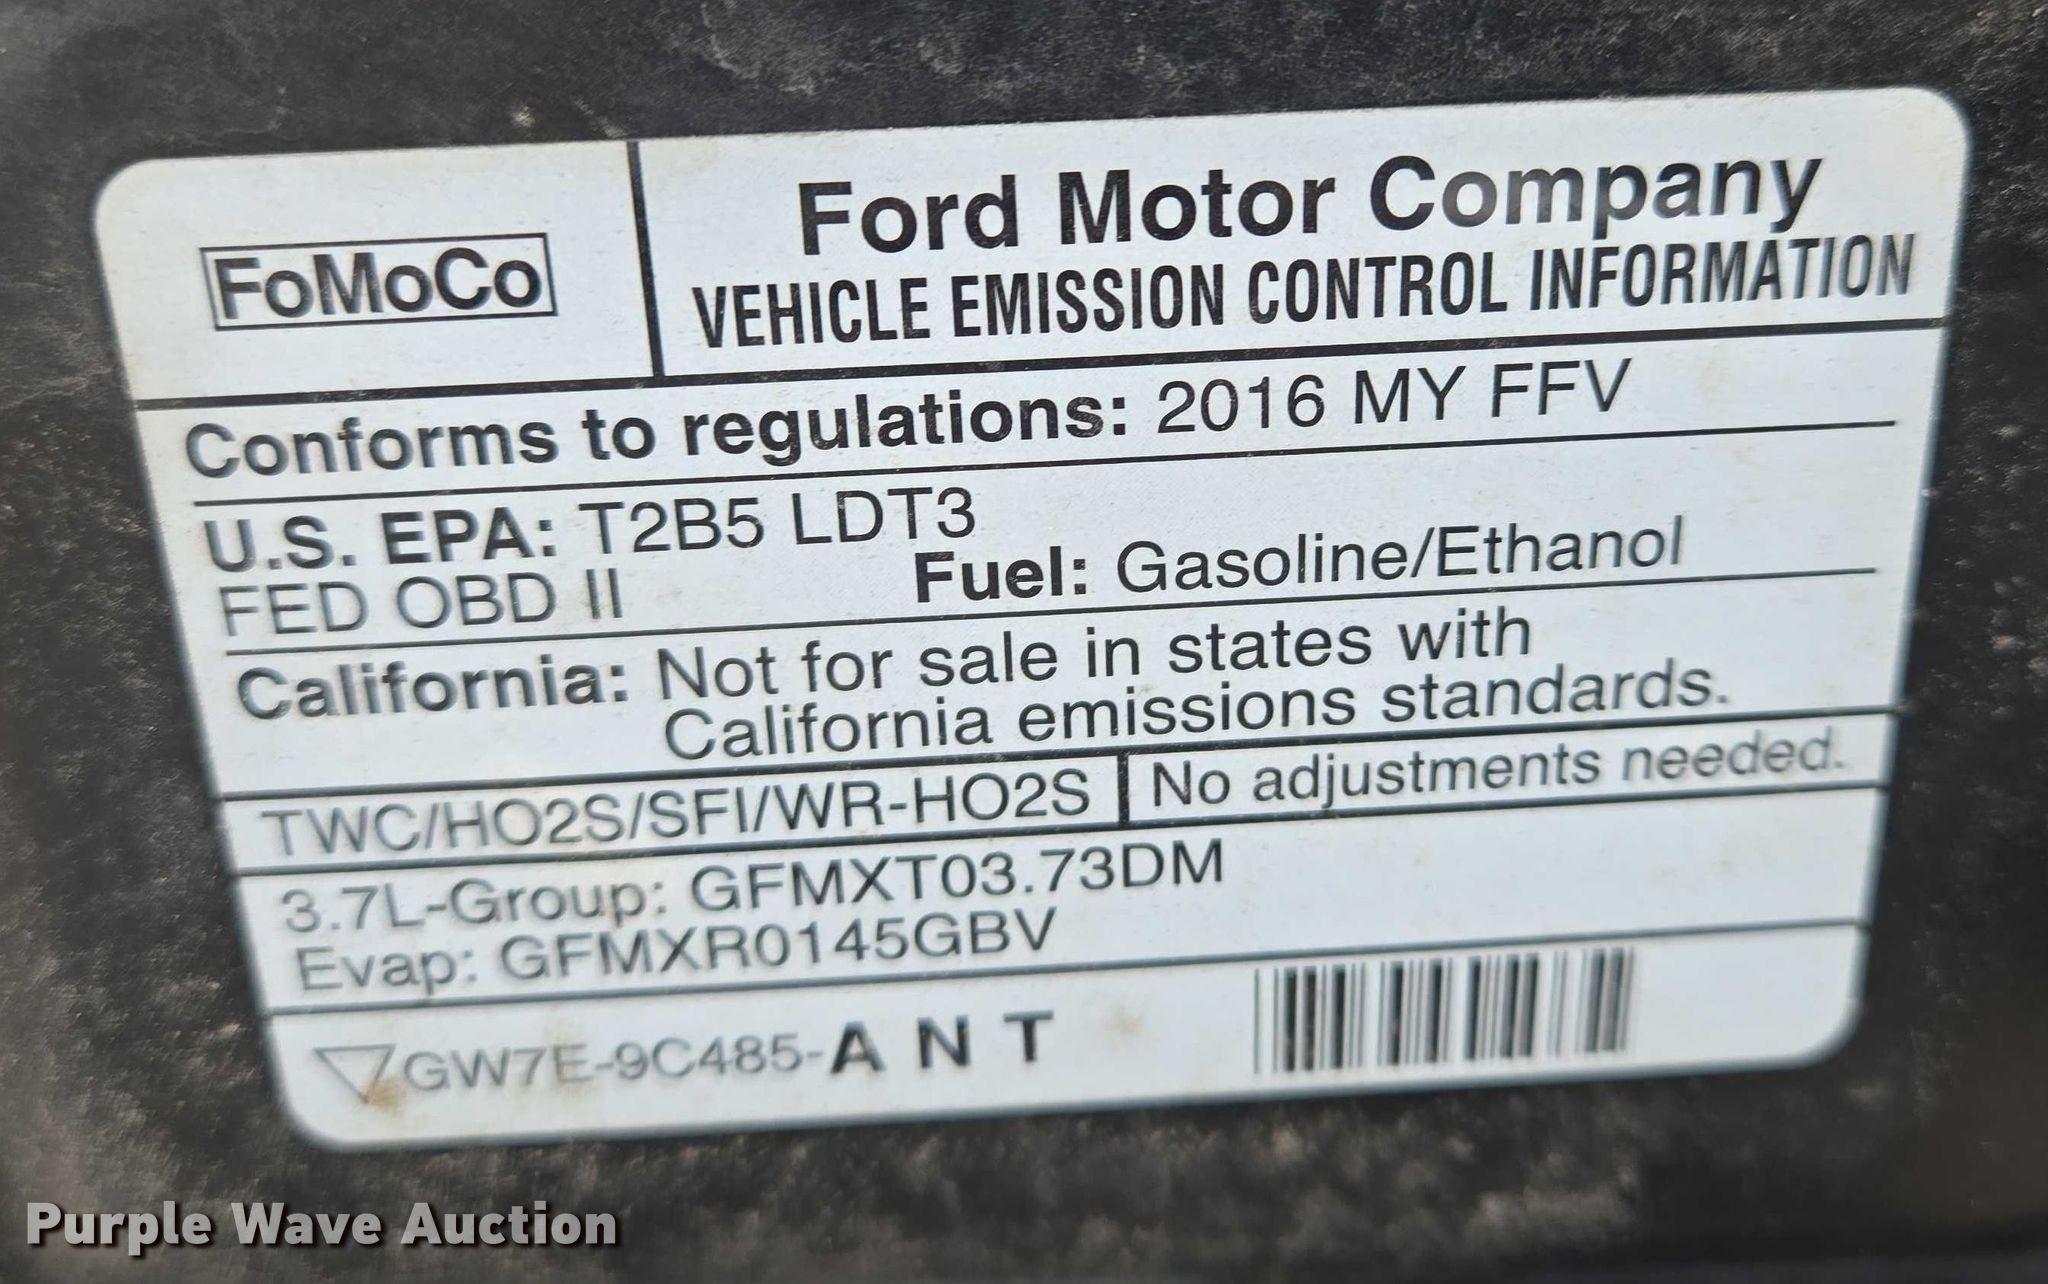 FoMoCo
Ford Motor Company
VEHICLE EMISSION CONTROL INFORMATION
Conforms to regulations: 2016 MY FFV
U.S. EPA: T2B5 LDT3
FED OBD II Fuel: Gasoline/Ethanol
California: Not for sale in states with
California emissions standards.
TWC/HO2S/SFI/WR-HO2S No adjustments needed.
3.7L-Group: GFMXT03.73DM
Evap: GFMXR0145GBV
GW7E-9C485-A N T
Purple Wave Auction